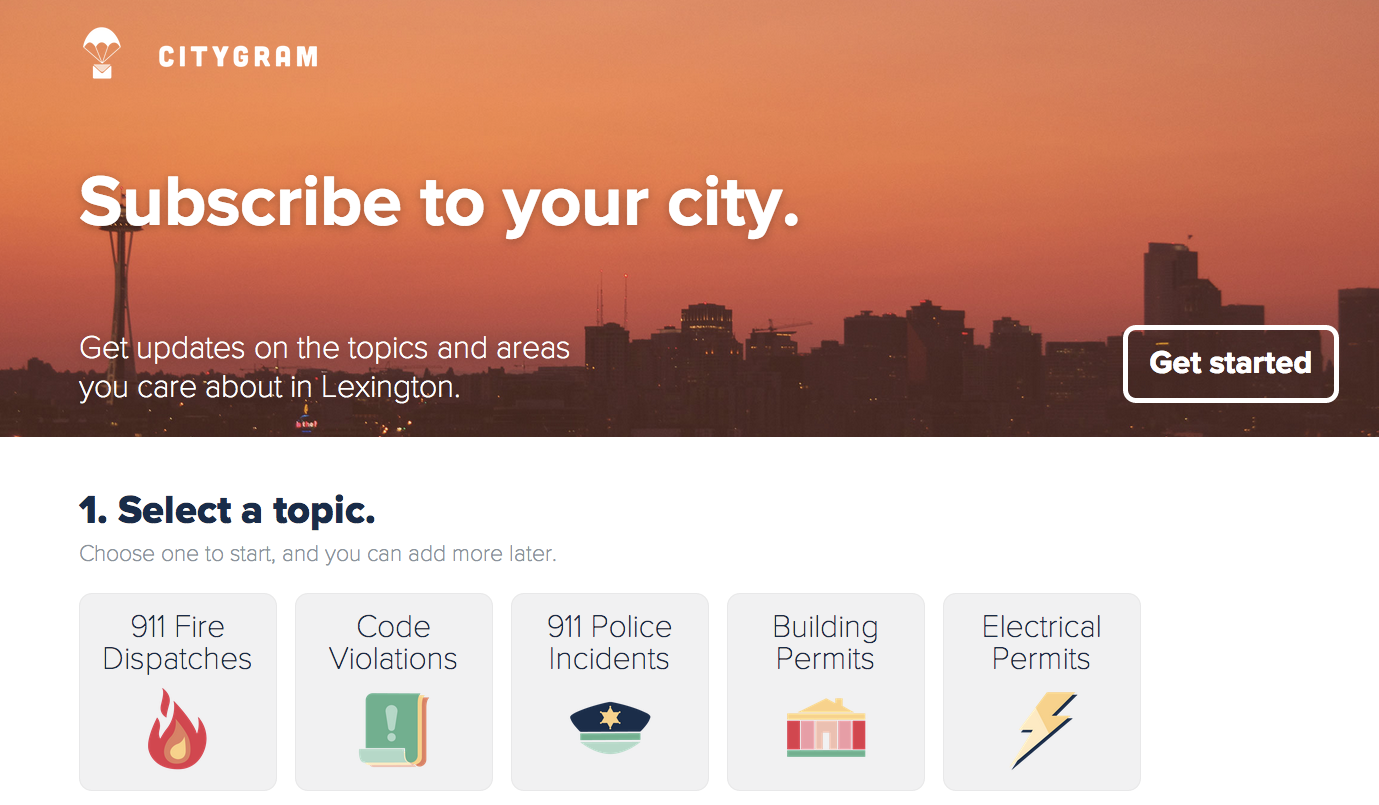 CITYGRAM
Subscribe to your city.
Get updates on the topics and areas
you care about in Lexington.
Get started
1. Select a topic.
Choose one to start, and you can add more later.
911 Fire
Dispatches
Code
Violations
911 Police
Incidents
Building
Permits
Electrical
Permits